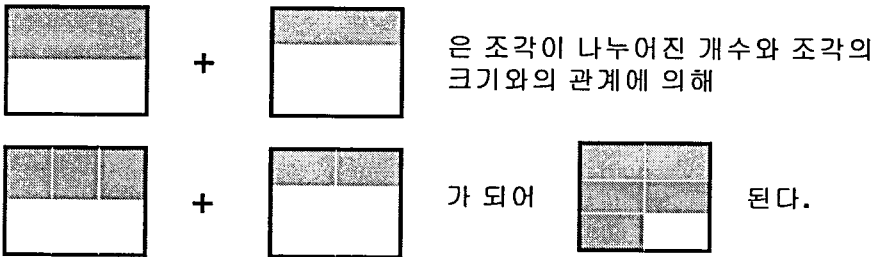 +
은 조각이 나누어진 개수와 조각의
크기와의 관계에 의해
+
가 되어
된다.